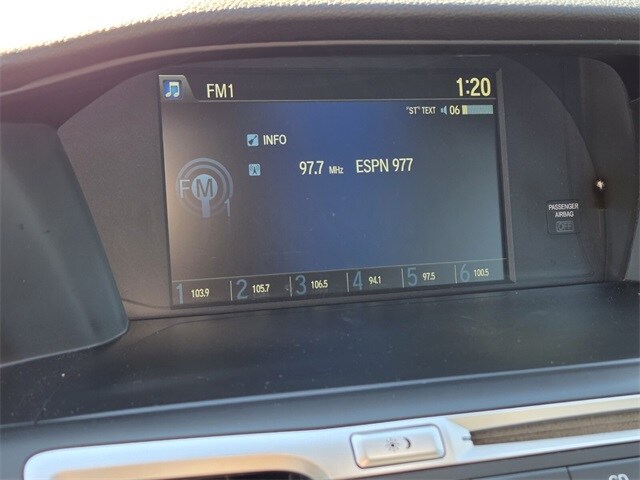 FM1 1:20
"ST" TEXT 06
INFO
97.7 MHz ESPN 977
FM 1
1 103.9 2 105.7 3 106.5 4 94.1 5 97.5 6 100.5
PASSENGER
AIRBAG
OFF
CD